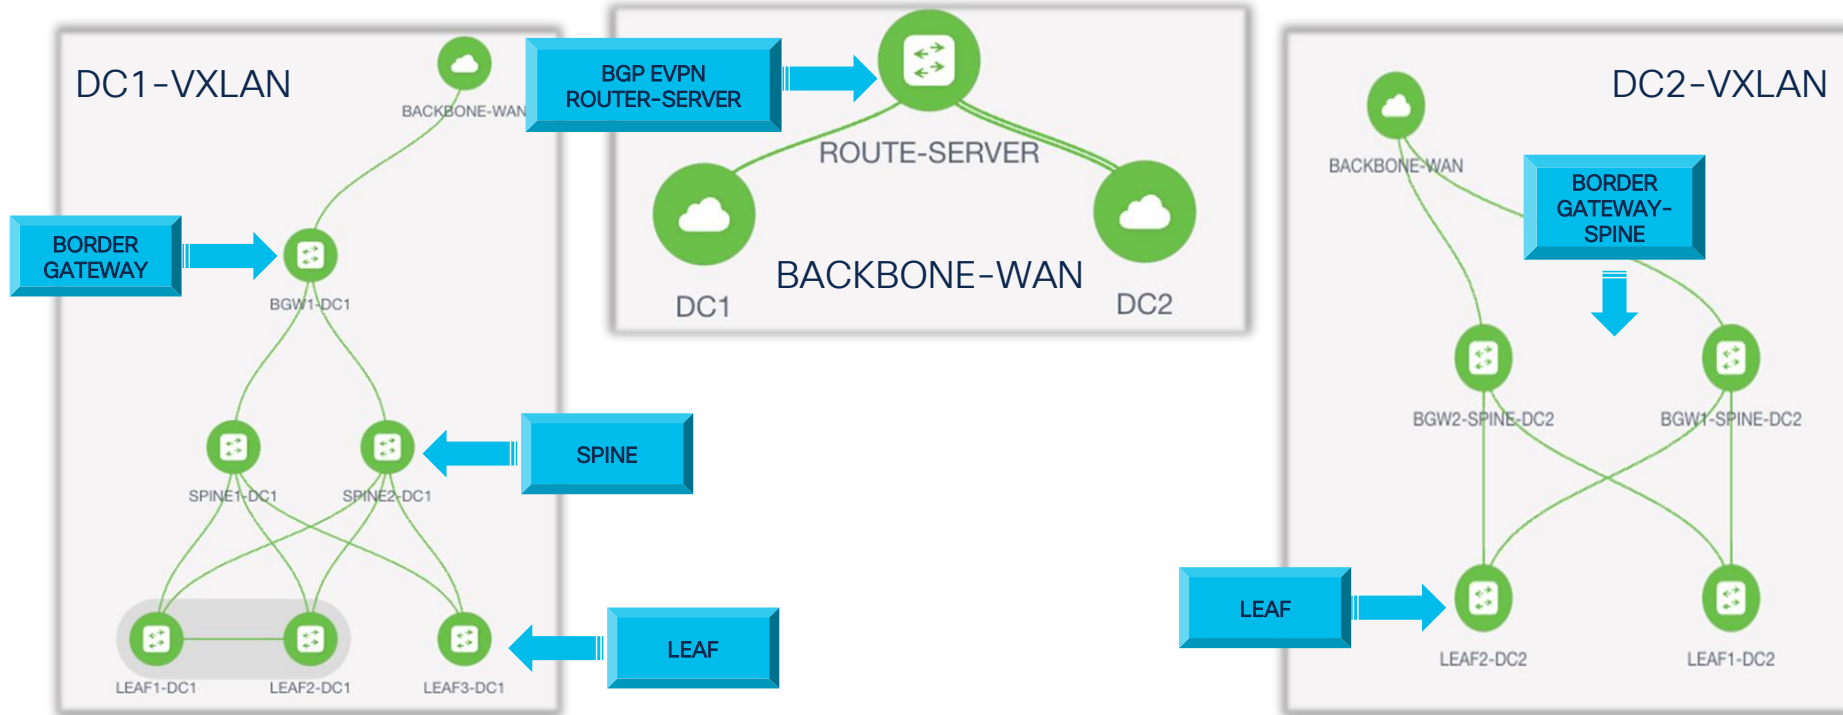 DC1-VXLAN
BACKBONE-WAN
BORDER
GATEWAY
BGW1-DC1
SPINE1-DC1
SPINE2-DC1
SPINE
LEAF1-DC1
LEAF2-DC1
LEAF3-DC1
LEAF
BGP EVPN
ROUTER-SERVER
ROUTE-SERVER
BACKBONE-WAN
DC1
DC2
DC2-VXLAN
BACKBONE-WAN
BORDER
GATEWAY-
SPINE
BGW2-SPINE-DC2
BGW1-SPINE-DC2
LEAF
LEAF2-DC2
LEAF1-DC2